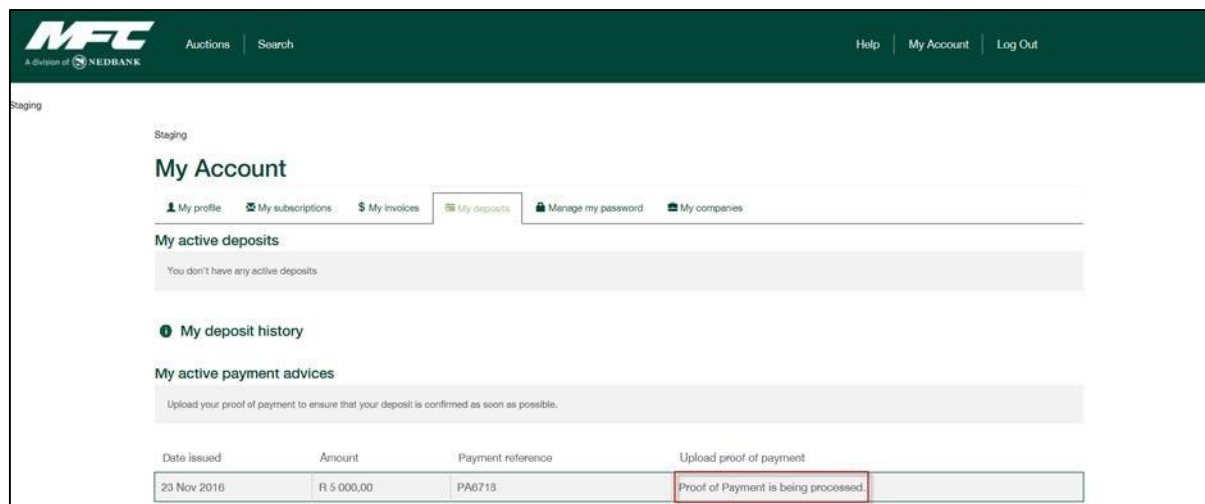 MFC
A division of NEDBANK
Auctions Search Help My Account Log Out
Staging
Staging
My Account
My profile My subscriptions $ My invoices My deposits Manage my password My companies
My active deposits
You don't have any active deposits
My deposit history
My active payment advices
Upload your proof of payment to ensure that your deposit is confirmed as soon as possible.
Date issued Amount Payment reference Upload proof of payment
23 Nov 2016 R 5 000,00 PA6718 Proof of Payment is being processed.